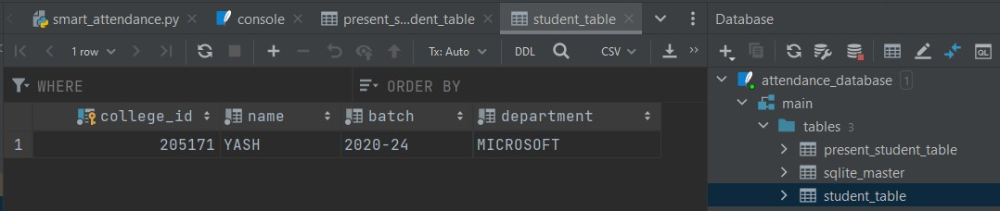 smart_attendance.py console present_s...dent_table student_table Database
1 row Tx: Auto DDL CSV QL
WHERE ORDER BY
college_id name batch department
1 205171 YASH 2020-24 MICROSOFT
attendance_database 1
main
tables 3
present_student_table
sqlite_master
student_table